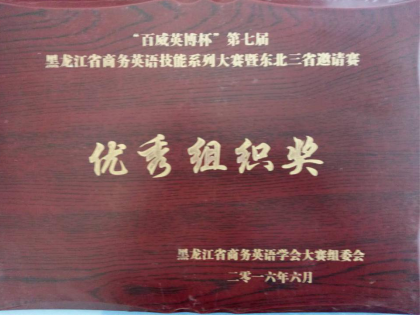 “百威英博杯”第七届
黑龙江省商务英语技能系列大赛暨东北三省邀请赛
优秀组织奖
黑龙江省商务英语学会大赛组委会
二〇一六年六月